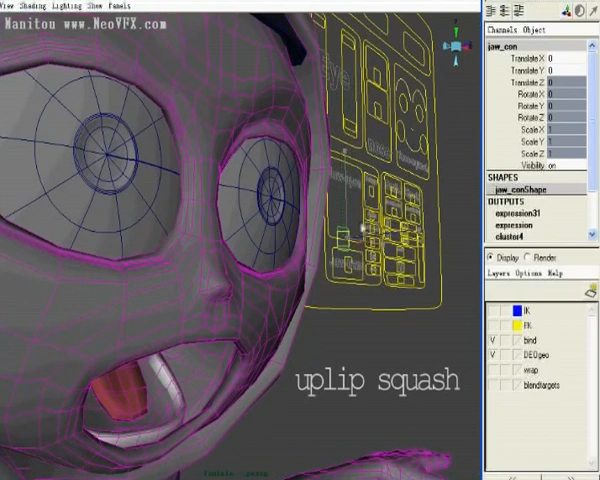 View Shading Lighting Show Panels
Manitou www.NeoVFX.com
Channels Object
jaw_con
Translate X 0
Translate Y 0
Translate Z 0
Rotate X 0
Rotate Y 0
Rotate Z 0
Scale X 1
Scale Y 1
Scale Z 1
Visibility on
SHAPES
jaw_conShape
OUTPUTS
expression31
expression
cluster4
Display Render
Layers Options Help
IK
FK
V bind
V DEOgeo
wrap
blendtargets
eye
uplip squash